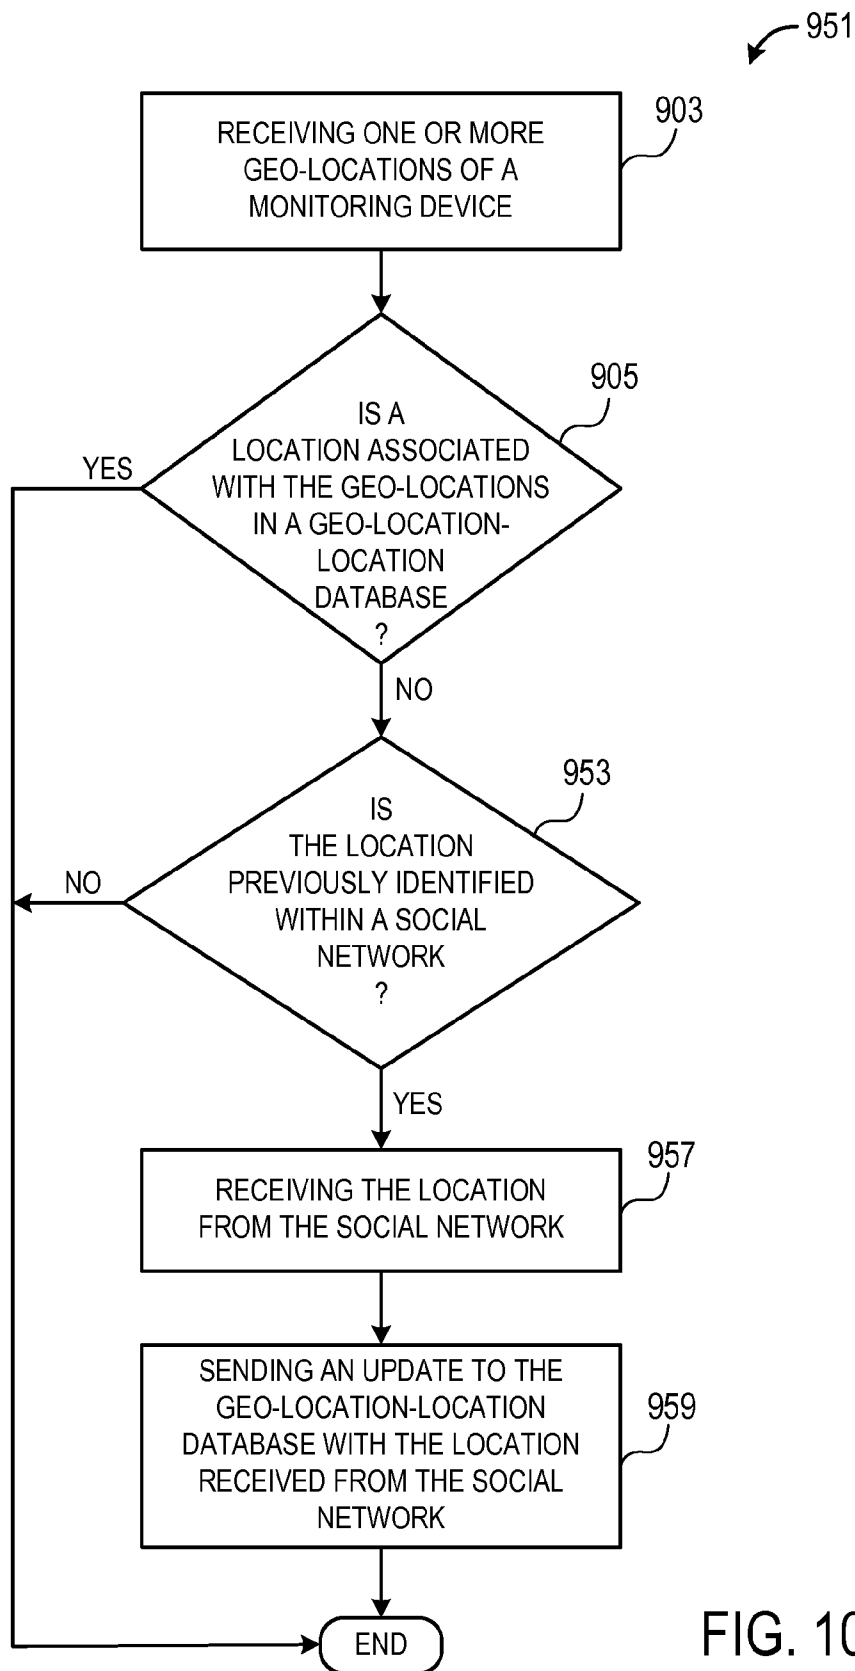 951
903
RECEIVING ONE OR MORE
GEO-LOCATIONS OF A
MONITORING DEVICE
905
IS A
LOCATION ASSOCIATED
WITH THE GEO-LOCATIONS
IN A GEO-LOCATION-
LOCATION
DATABASE
?
YES
NO
953
IS
THE LOCATION
PREVIOUSLY IDENTIFIED
WITHIN A SOCIAL
NETWORK
?
NO
YES
957
RECEIVING THE LOCATION
FROM THE SOCIAL NETWORK
959
SENDING AN UPDATE TO THE
GEO-LOCATION-LOCATION
DATABASE WITH THE LOCATION
RECEIVED FROM THE SOCIAL
NETWORK
END
FIG. 10